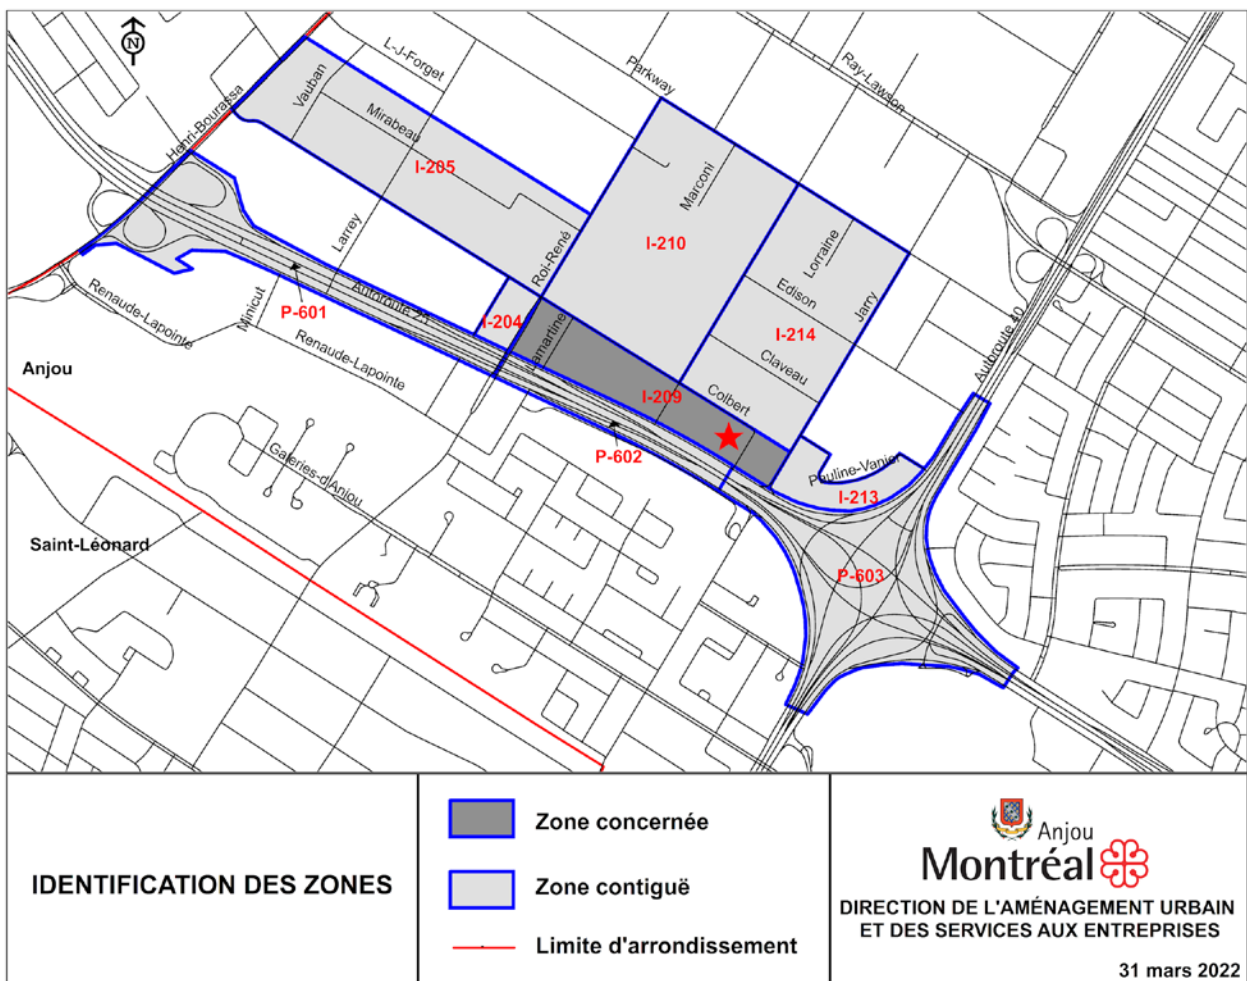 N
L-J-Forget
Parkway
Ray-Lawson
Vauban
Henri-Bourassa
Mirabeau
I-205
Marconi
Larrey
Roi-René
I-210
Lorraine
Edison
Jarry
Renaude-Lapointe
Minicut
P-601
Autoroute 25
I-204
Lamartine
I-214
Autoroute 40
Renaude-Lapointe
Claveau
Anjou
I-209
Colbert
P-602
Galeries-d'Anjou
Pauline-Vanier
I-213
Saint-Léonard
P-603
IDENTIFICATION DES ZONES
Zone concernée
Zone contiguë
Limite d'arrondissement
Anjou
Montréal
DIRECTION DE L'AMÉNAGEMENT URBAIN
ET DES SERVICES AUX ENTREPRISES
31 mars 2022